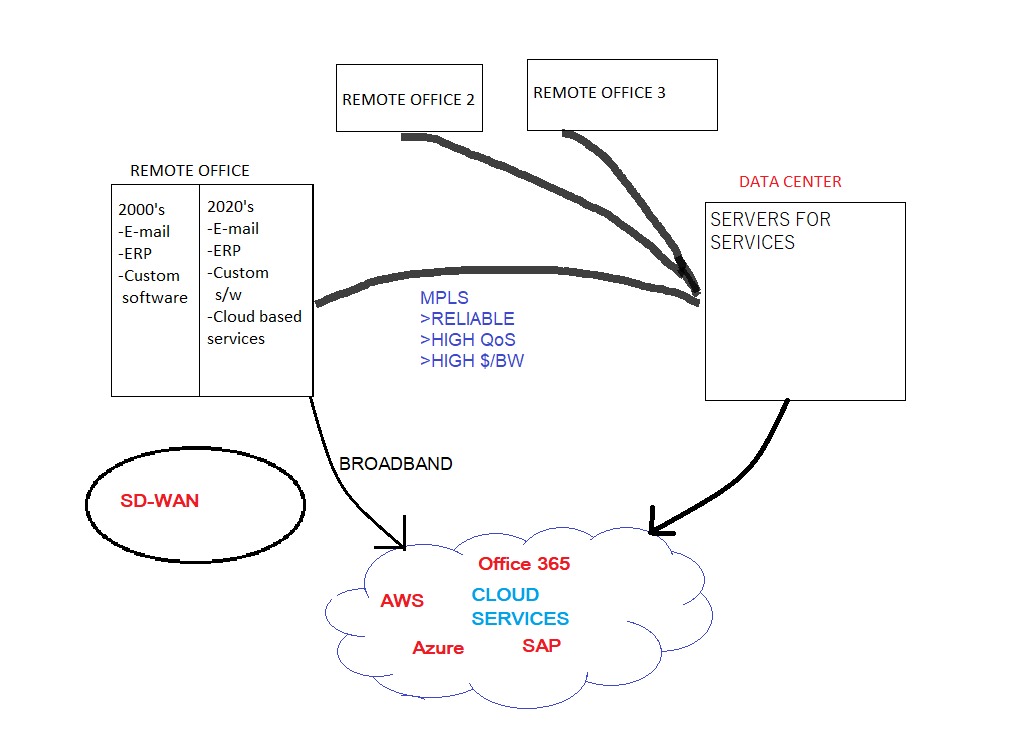 REMOTE OFFICE 2
REMOTE OFFICE 3
REMOTE OFFICE
2000's
-E-mail
-ERP
-Custom
software
2020's
-E-mail
-ERP
-Custom
s/w
-Cloud based
services
DATA CENTER
SERVERS FOR
SERVICES
MPLS
>RELIABLE
>HIGH QoS
>HIGH $/BW
BROADBAND
SD-WAN
Office 365
AWS
CLOUD
SERVICES
Azure
SAP